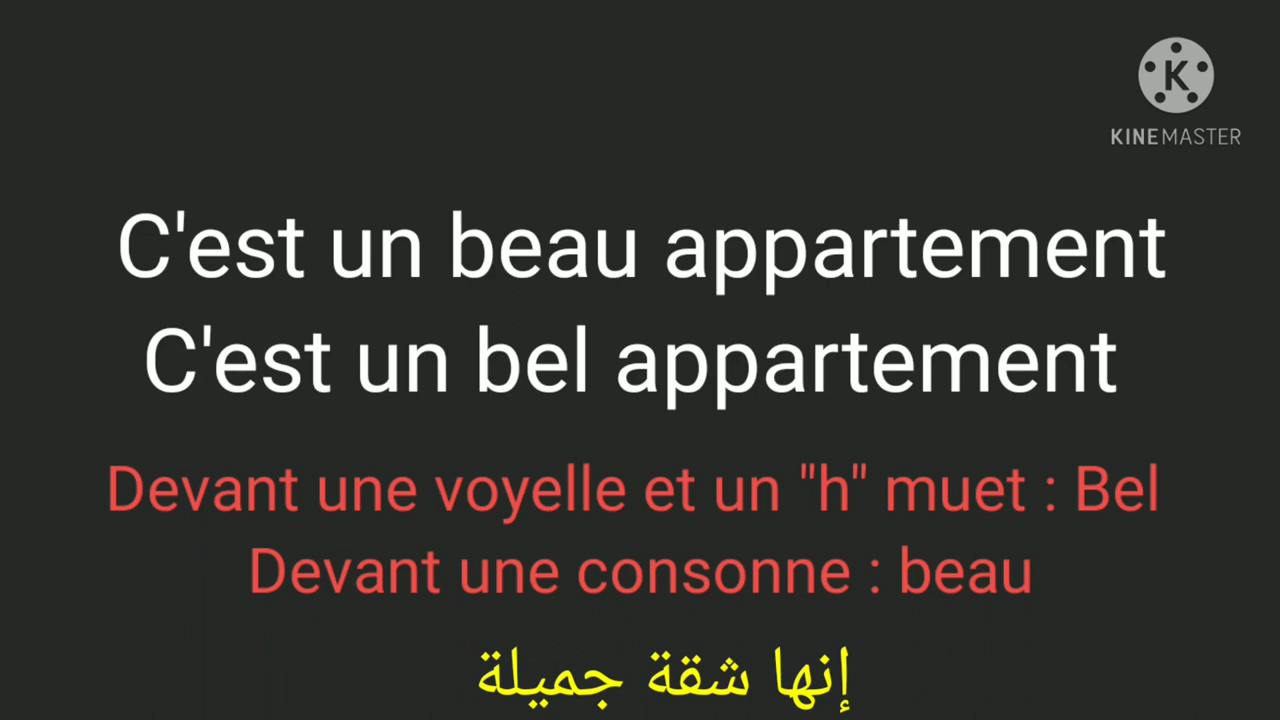 KINEMASTER
C'est un beau appartement
C'est un bel appartement
Devant une voyelle et un "h" muet : Bel
Devant une consonne : beau
إنها شقة جميلة